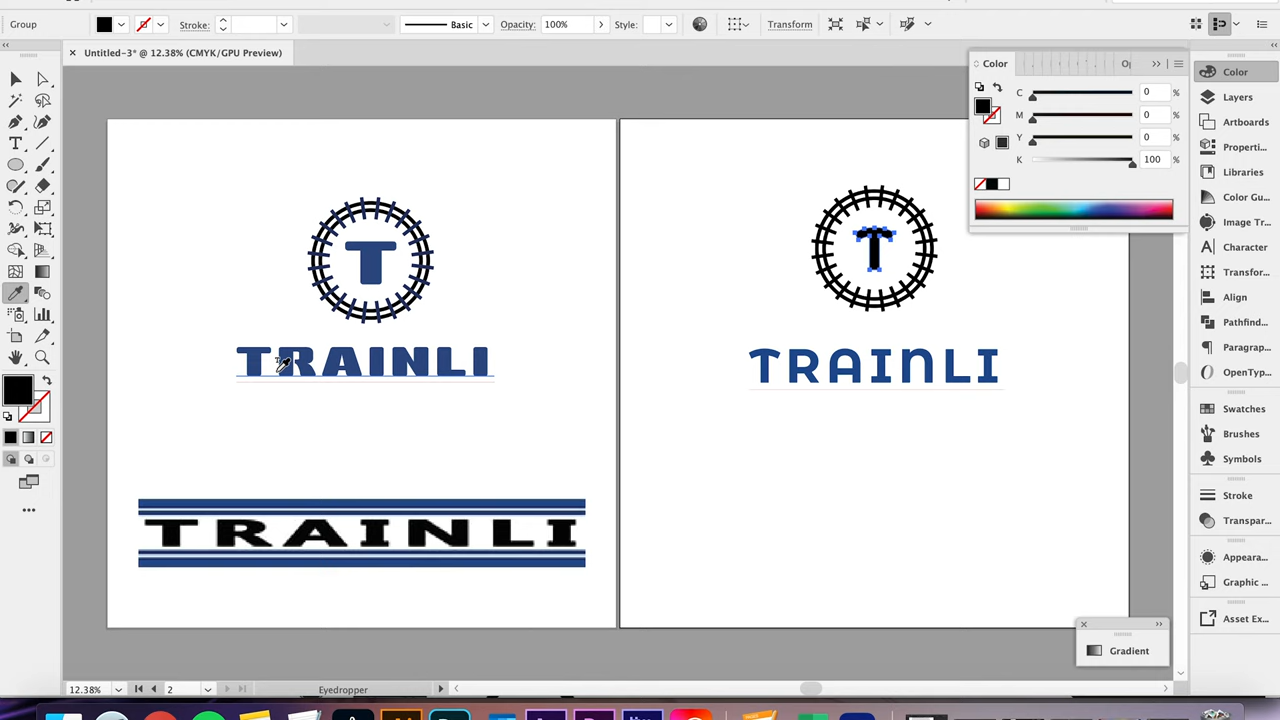 Group
Stroke:
Basic
Opacity:
100%
Style:
Transform
Untitled-3* @ 12.38% (CMYK/GPU Preview)
Color
C 0 %
M 0 %
Y 0 %
K 100 %
Color
Layers
Artboards
Properti...
Libraries
Color Gu...
Image Tr...
Character
Transfor...
Align
Pathfind...
Paragrap...
OpenTyp...
Swatches
Brushes
Symbols
Stroke
Transpar...
Appeara...
Graphic ...
Asset Ex...
T
T
TRAINLI
TRAINLI
TRAINLI
Gradient
12.38%
2
Eyedropper